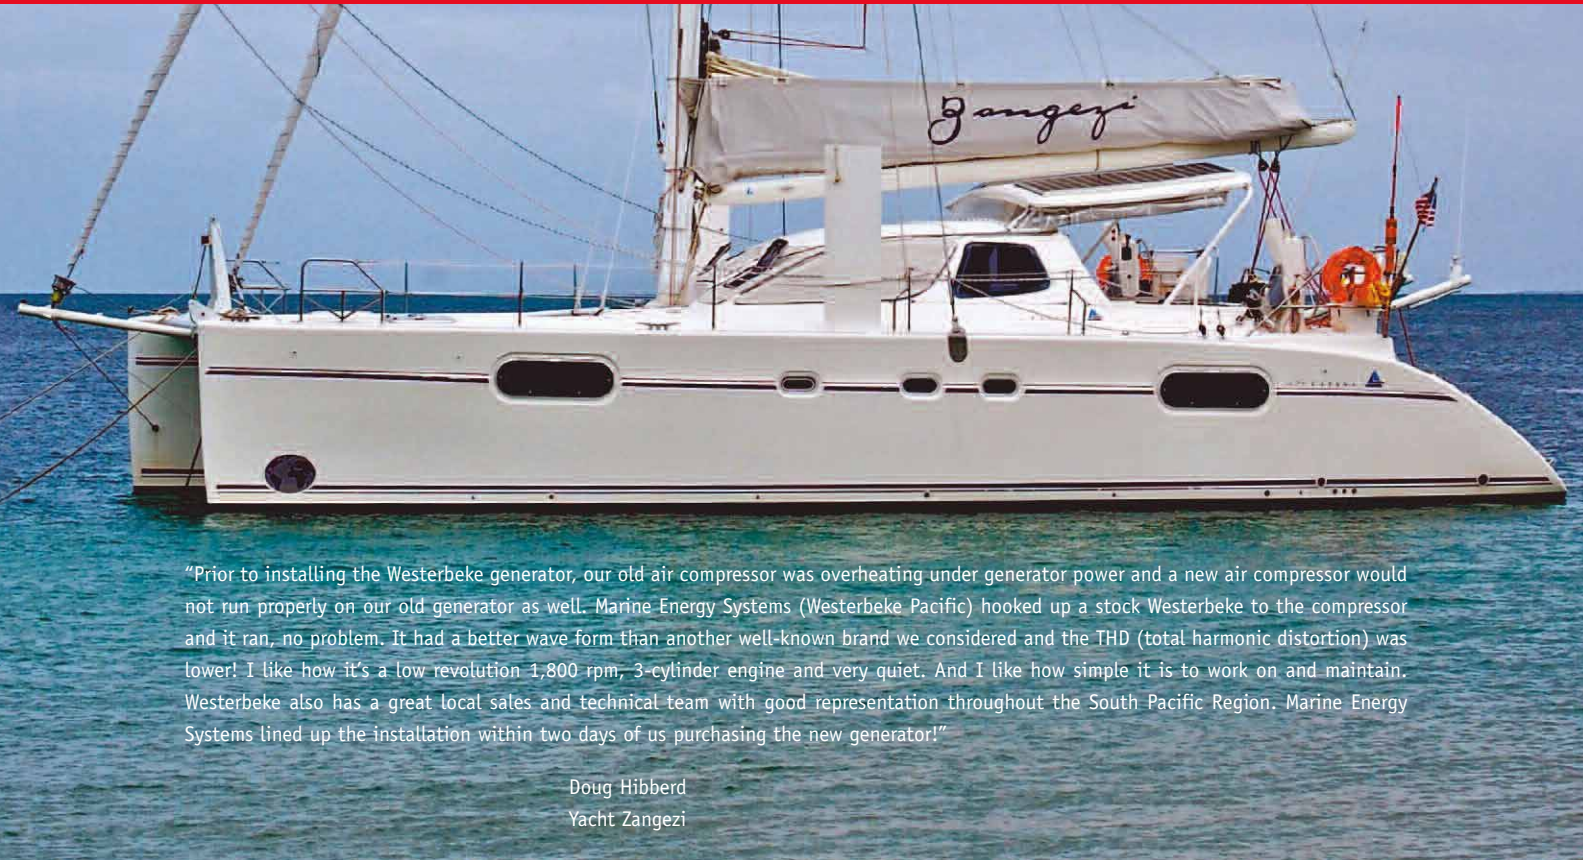 Zangezi
“Prior to installing the Westerbeke generator, our old air compressor was overheating under generator power and a new air compressor would
not run properly on our old generator as well. Marine Energy Systems (Westerbeke Pacific) hooked up a stock Westerbeke to the compressor
and it ran, no problem. It had a better wave form than another well-known brand we considered and the THD (total harmonic distortion) was
lower! I like how it’s a low revolution 1,800 rpm, 3-cylinder engine and very quiet. And I like how simple it is to work on and maintain.
Westerbeke also has a great local sales and technical team with good representation throughout the South Pacific Region. Marine Energy
Systems lined up the installation within two days of us purchasing the new generator!”
Doug Hibberd
Yacht Zangezi